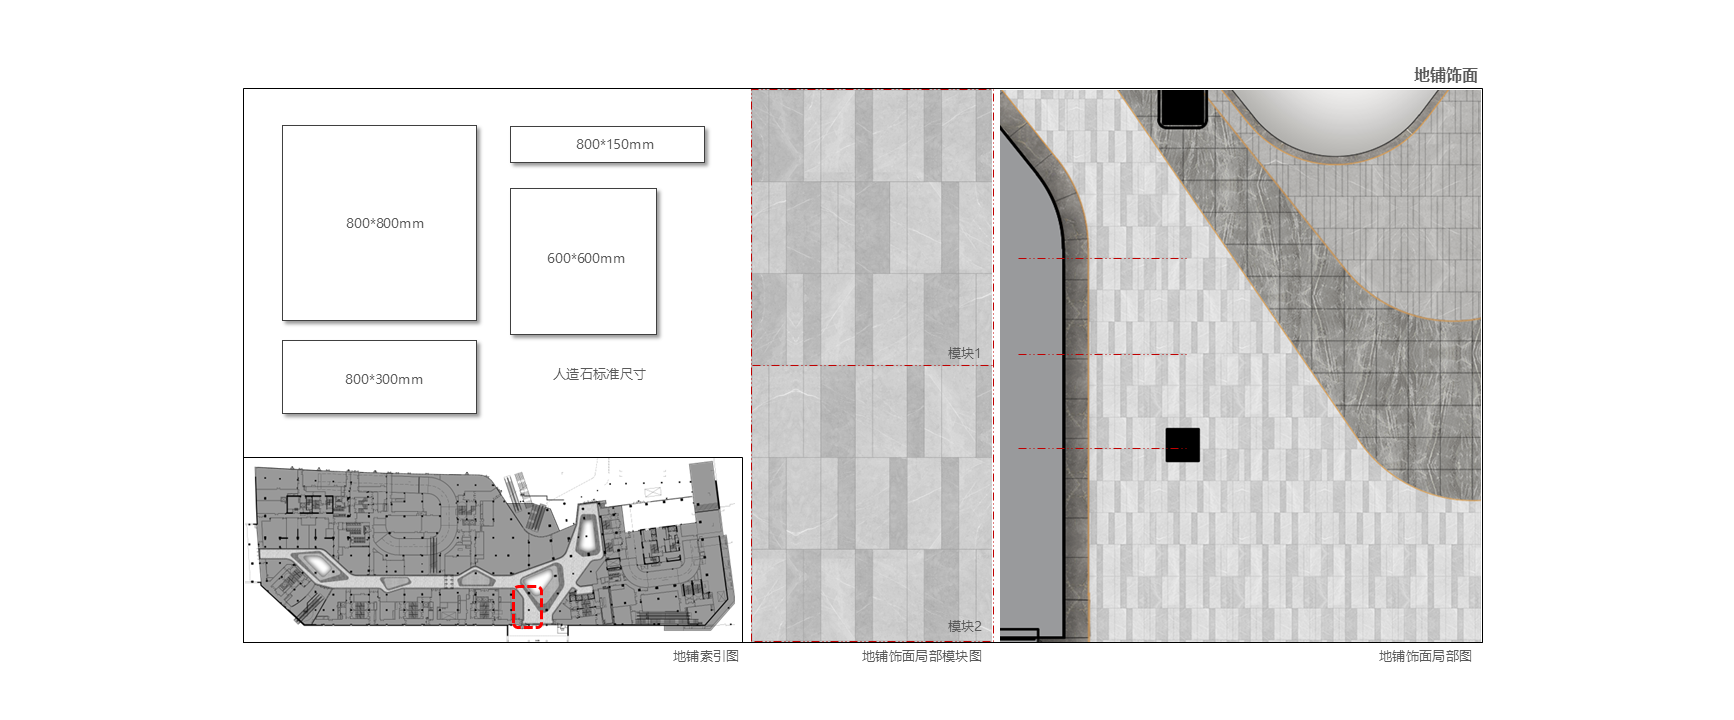 地铺饰面
800*800mm
800*150mm
600*600mm
800*300mm
人造石标准尺寸
模块1
模块2
地铺索引图
地铺饰面局部模块图
地铺饰面局部图